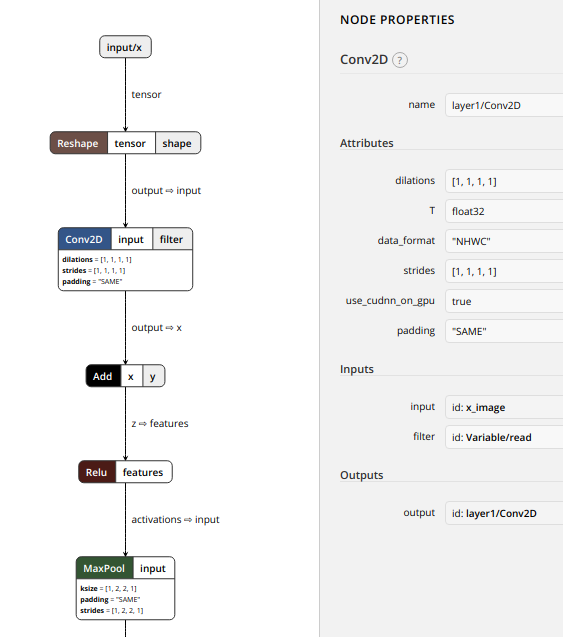 input/x
tensor
Reshape tensor shape
output ⇨ input
Conv2D input filter
dilations = [1, 1, 1, 1]
strides = [1, 1, 1, 1]
padding = "SAME"
output ⇨ x
Add x y
z ⇨ features
Relu features
activations ⇨ input
MaxPool input
ksize = [1, 2, 2, 1]
padding = "SAME"
strides = [1, 2, 2, 1]
NODE PROPERTIES
Conv2D ?
name layer1/Conv2D
Attributes
dilations [1, 1, 1, 1]
T float32
data_format "NHWC"
strides [1, 1, 1, 1]
use_cudnn_on_gpu true
padding "SAME"
Inputs
input id: x_image
filter id: Variable/read
Outputs
output id: layer1/Conv2D